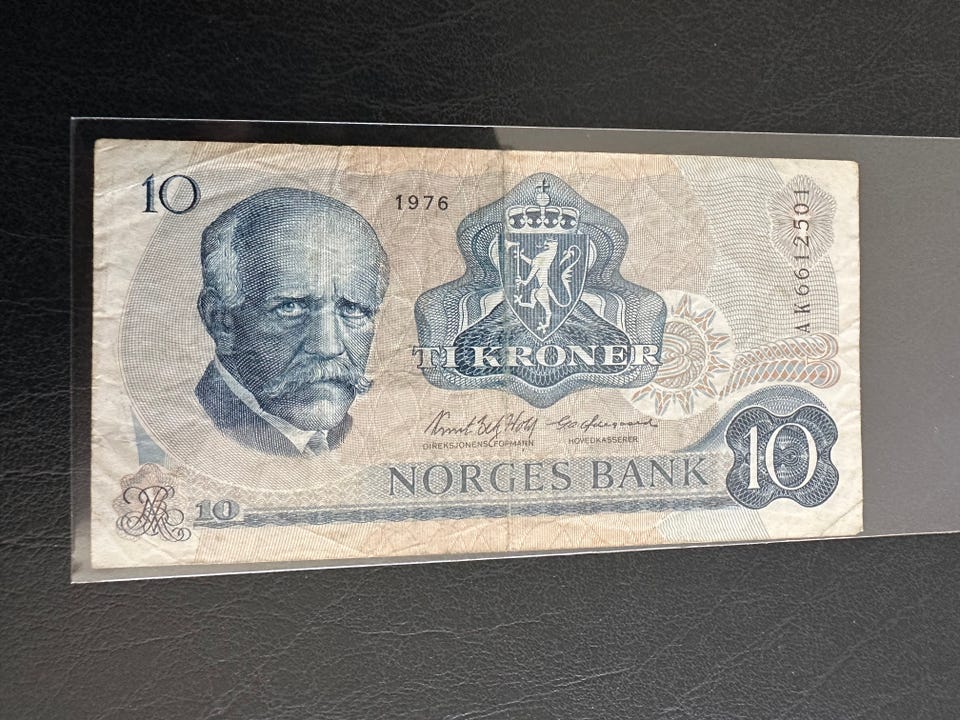 10
1976
AK6612501
TI KRONER
DIREKSJONENS FORMANN
HOVEDKASSERER
NORGES BANK
10
10